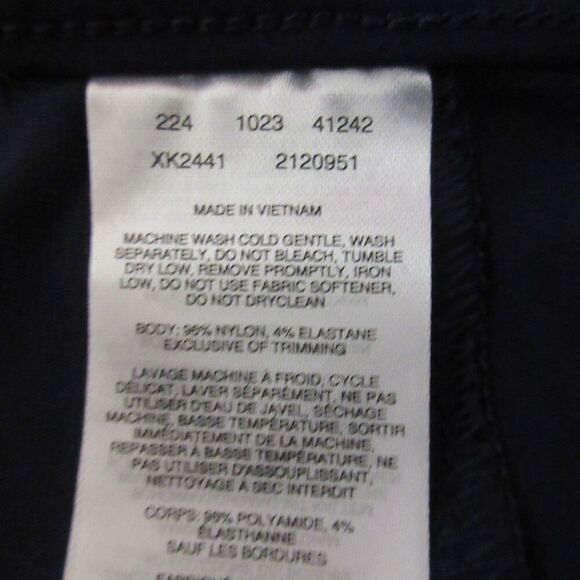 224 1023 41242
XK2441 2120951
MADE IN VIETNAM
MACHINE WASH COLD GENTLE, WASH
SEPARATELY, DO NOT BLEACH, TUMBLE
DRY LOW, REMOVE PROMPTLY, IRON
LOW, DO NOT USE FABRIC SOFTENER,
DO NOT DRYCLEAN
BODY: 96% NYLON, 4% ELASTANE
EXCLUSIVE OF TRIMMING
LAVAGE MACHINE À FROID, CYCLE
DÉLICAT, LAVER SÉPARÉMENT, NE PAS
UTILISER D'EAU DE JAVEL, SÉCHAGE
MACHINE, BASSE TEMPÉRATURE, SORTIR
IMMÉDIATEMENT DE LA MACHINE,
REPASSER À BASSE TEMPÉRATURE, NE
PAS UTILISER D'ASSOUPLISSANT,
NETTOYAGE À SEC INTERDIT
CORPS: 96% POLYAMIDE, 4%
ÉLASTHANNE
SAUF LES BORDURES